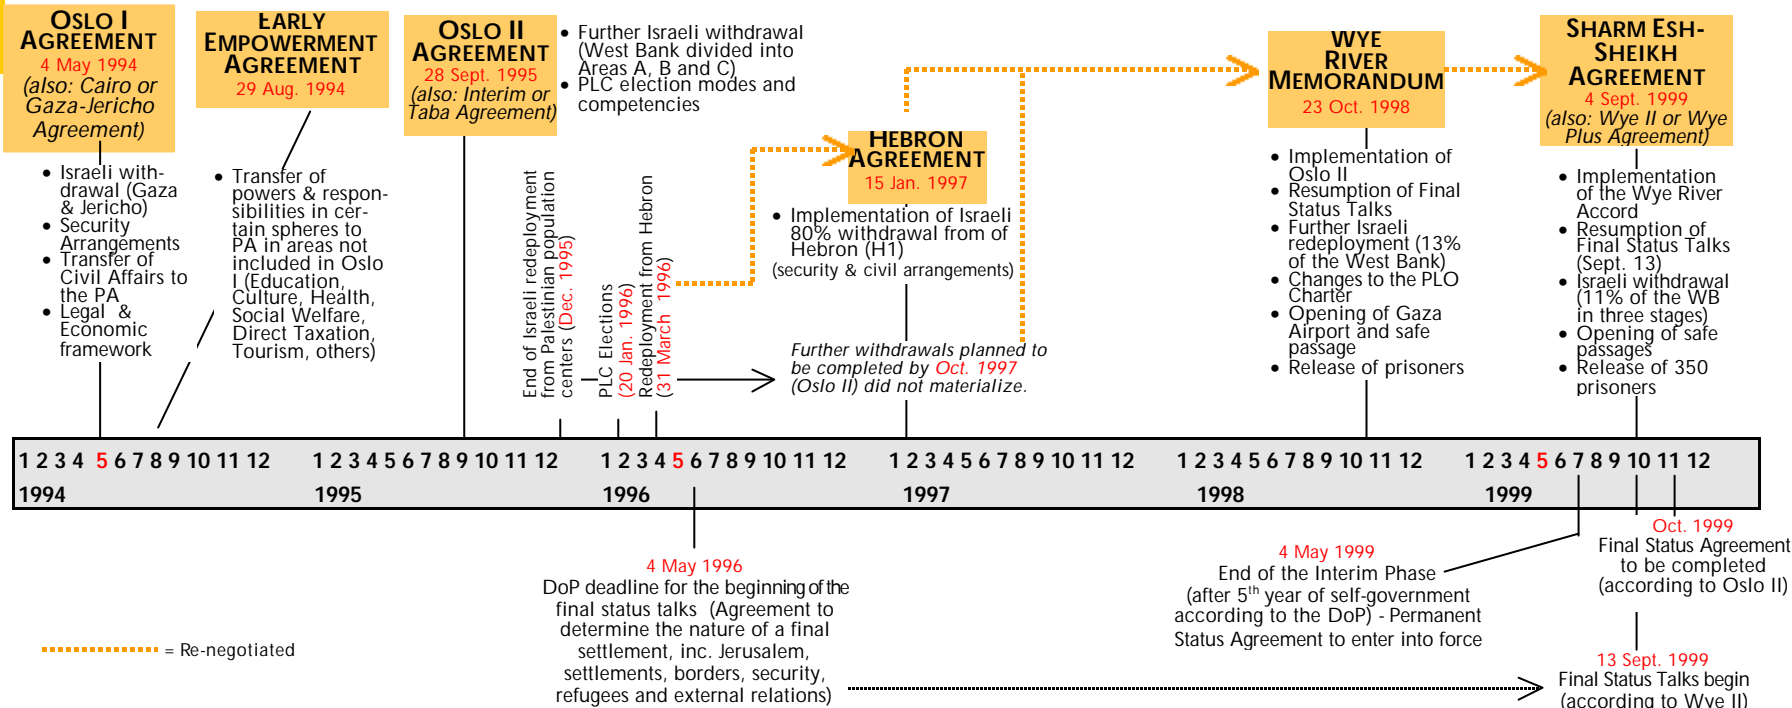 OSLO I
AGREEMENT
4 May 1994
(also: Cairo or
Gaza-Jericho
Agreement)
• Israeli with-
drawal (Gaza
& Jericho)
• Security
Arrangements
• Transfer of
Civil Affairs to
the PA
• Legal &
Economic
framework
EARLY
EMPOWERMENT
AGREEMENT
29 Aug. 1994
• Transfer of
powers & respon-
sibilities in cer-
tain spheres to
PA in areas not
included in Oslo
I (Education,
Culture, Health,
Social Welfare,
Direct Taxation,
Tourism, others)
OSLO II
AGREEMENT
28 Sept. 1995
(also: Interim or
Taba Agreement)
• Further Israeli withdrawal
(West Bank divided into
Areas A, B and C)
• PLC election modes and
competencies
End of Israeli redeployment
from Palestinian population
centers (Dec. 1995)
PLC Elections
(20 Jan. 1996)
Redeployment from Hebron
(31 March 1996)
HEBRON
AGREEMENT
15 Jan. 1997
• Implementation of Israeli
80% withdrawal from of
Hebron (H1)
(security & civil arrangements)
Further withdrawals planned to
be completed by Oct. 1997
(Oslo II) did not materialize.
WYE
RIVER
MEMORANDUM
23 Oct. 1998
• Implementation of
Oslo II
• Resumption of Final
Status Talks
• Further Israeli
redeployment (13%
of the West Bank)
• Changes to the PLO
Charter
• Opening of Gaza
Airport and safe
passage
• Release of prisoners
SHARM ESH-
SHEIKH
AGREEMENT
4 Sept. 1999
(also: Wye II or Wye
Plus Agreement)
• Implementation
of the Wye River
Accord
• Resumption of
Final Status Talks
(Sept. 13)
• Israeli withdrawal
(11% of the WB
in three stages)
• Opening of safe
passages
• Release of 350
prisoners
1 2 3 4 5 6 7 8 9 10 11 12 1 2 3 4 5 6 7 8 9 10 11 12 1 2 3 4 5 6 7 8 9 10 11 12 1 2 3 4 5 6 7 8 9 10 11 12 1 2 3 4 5 6 7 8 9 10 11 12 1 2 3 4 5 6 7 8 9 10 11 12
1994 1995 1996 1997 1998 1999
4 May 1996
DoP deadline for the beginning of the
final status talks (Agreement to
determine the nature of a final
settlement, inc. Jerusalem,
settlements, borders, security,
refugees and external relations)
4 May 1999
End of the Interim Phase
(after 5th year of self-government
according to the DoP) - Permanent
Status Agreement to enter into force
Oct. 1999
Final Status Agreement
to be completed
(according to Oslo II)
13 Sept. 1999
Final Status Talks begin
(according to Wye II)
= Re-negotiated